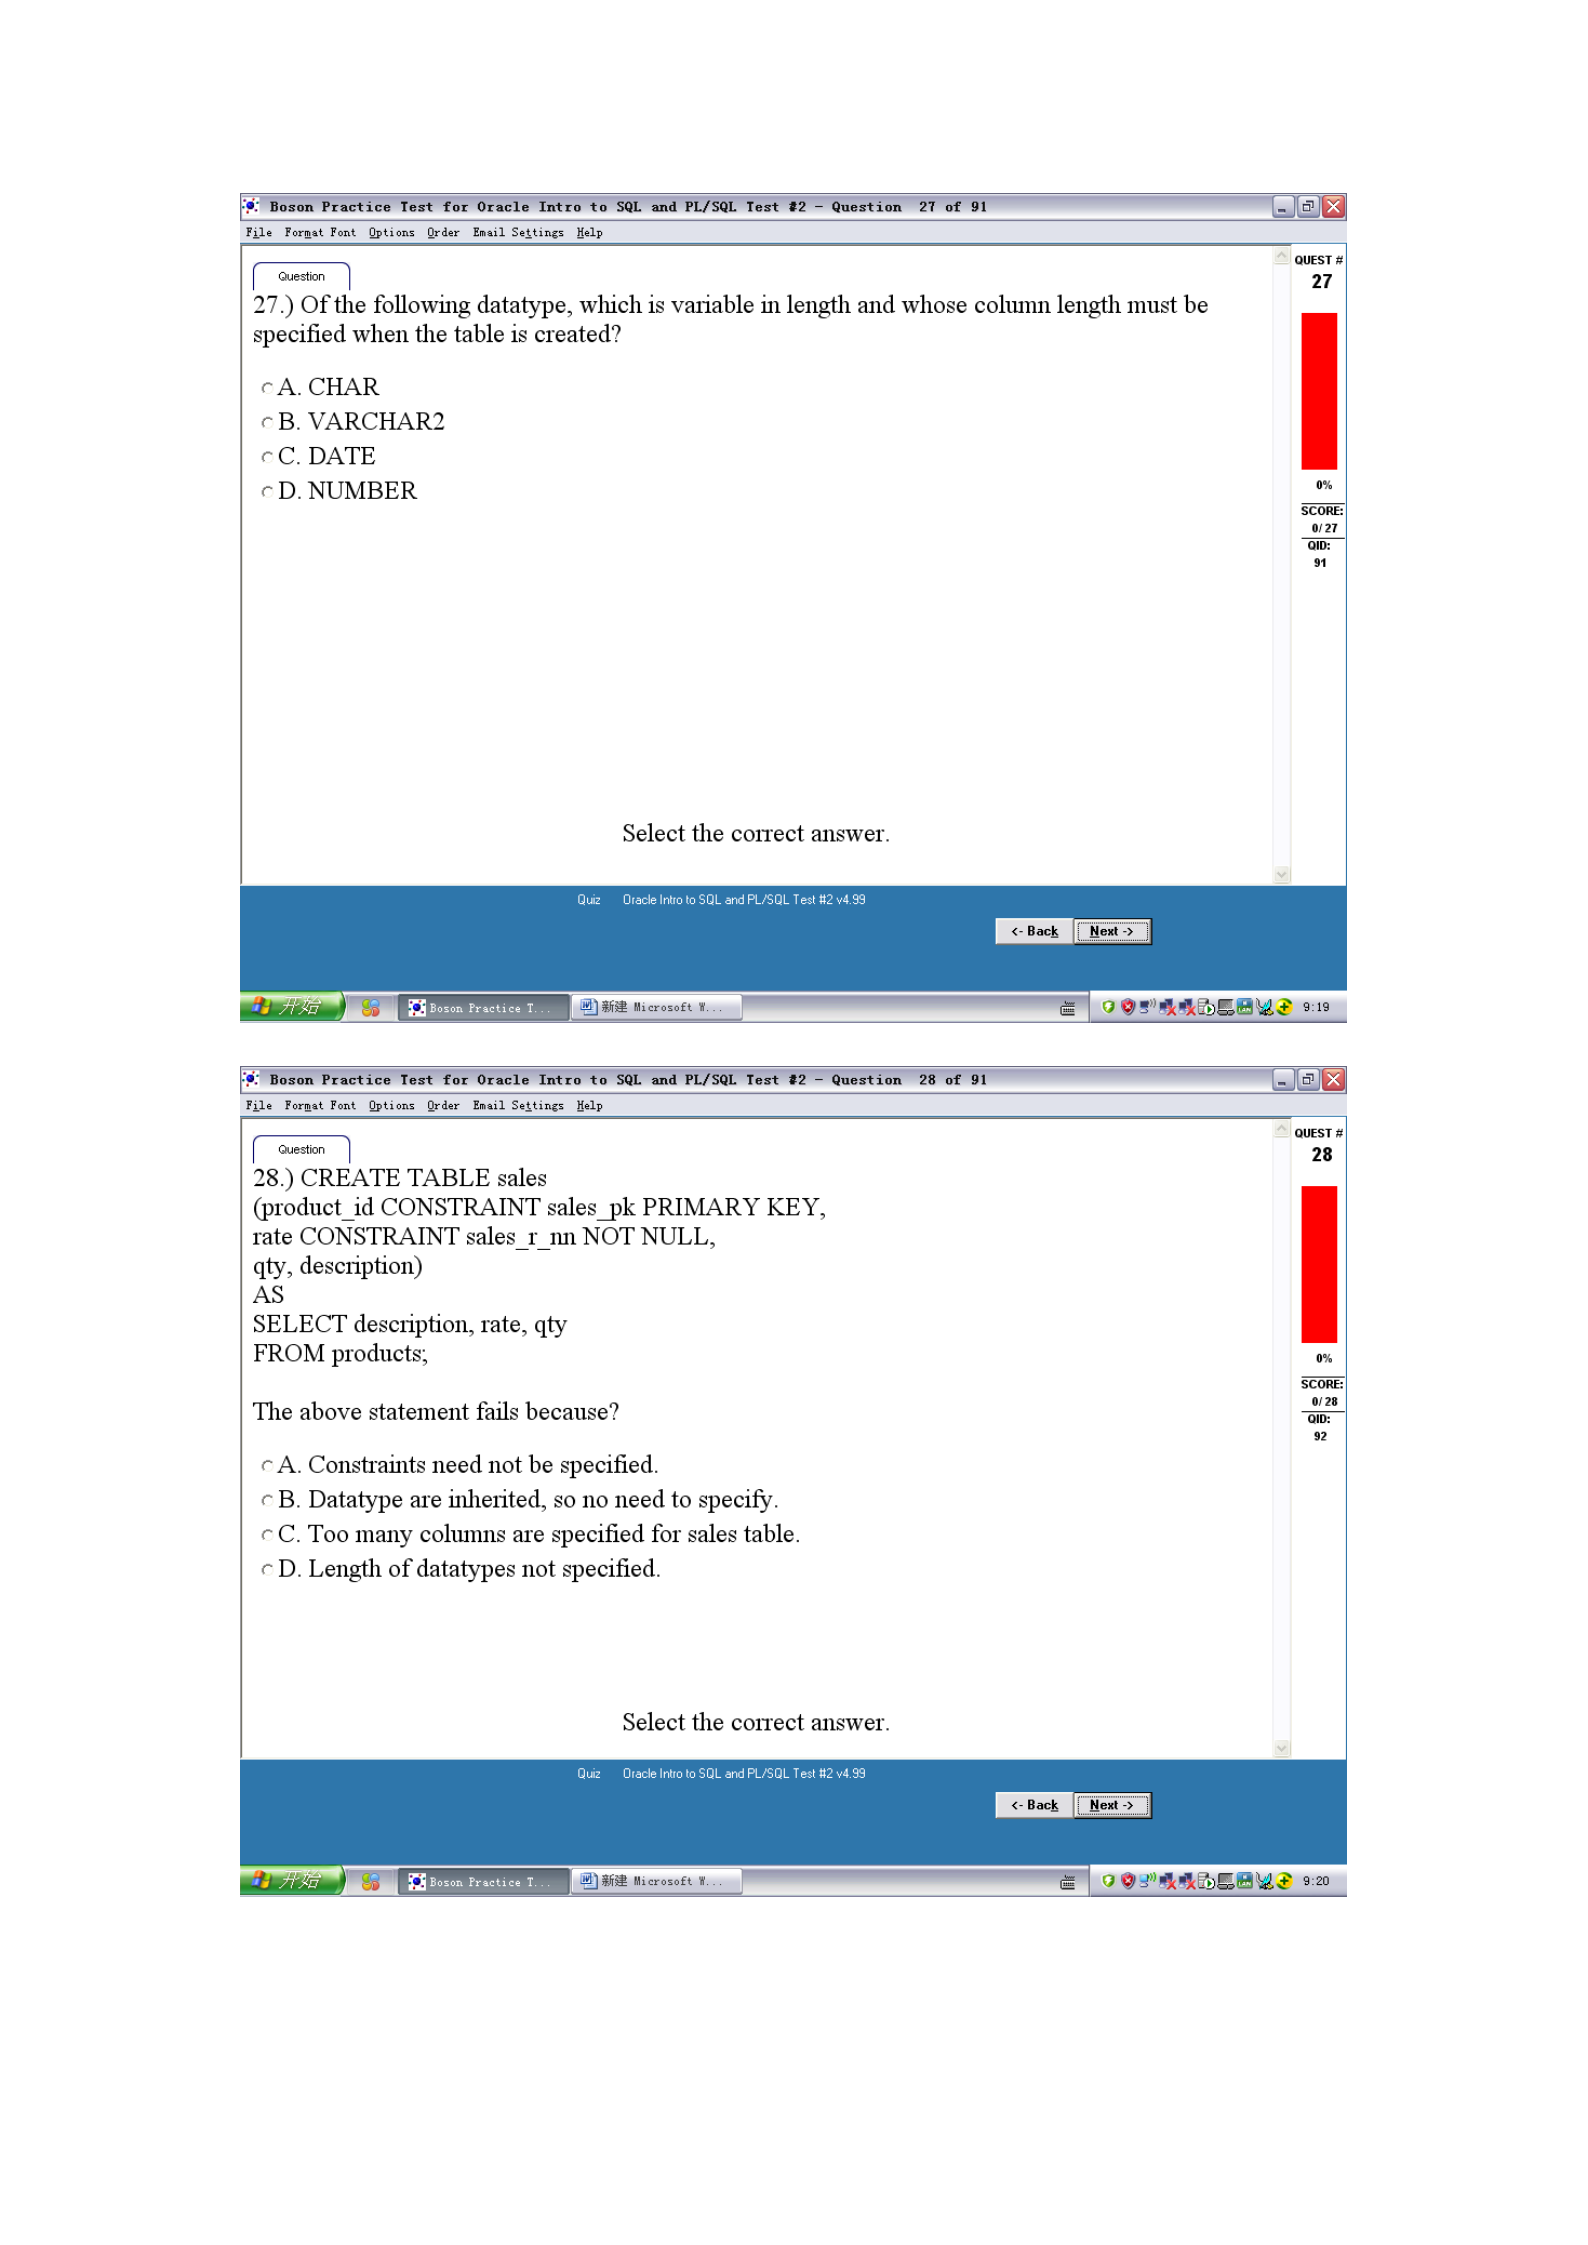 Boson Practice Test for Oracle Intro to SQL and PL/SQL Test #2 - Question 27 of 91
File Format Font Options Order Email Settings Help
Question
27.) Of the following datatype, which is variable in length and whose column length must be
specified when the table is created?
A. CHAR
B. VARCHAR2
C. DATE
D. NUMBER
Select the correct answer.
QUEST #
27
0%
SCORE:
0/27
QID:
91
Quiz Oracle Intro to SQL and PL/SQL Test #2 v4.99
<- Back Next ->
开始 Boson Practice T... 新建 Microsoft W... 9:19
Boson Practice Test for Oracle Intro to SQL and PL/SQL Test #2 - Question 28 of 91
File Format Font Options Order Email Settings Help
Question
28.) CREATE TABLE sales
(product_id CONSTRAINT sales_pk PRIMARY KEY,
rate CONSTRAINT sales_r_nn NOT NULL,
qty, description)
AS
SELECT description, rate, qty
FROM products;
The above statement fails because?
A. Constraints need not be specified.
B. Datatype are inherited, so no need to specify.
C. Too many columns are specified for sales table.
D. Length of datatypes not specified.
Select the correct answer.
QUEST #
28
0%
SCORE:
0/28
QID:
92
Quiz Oracle Intro to SQL and PL/SQL Test #2 v4.99
<- Back Next ->
开始 Boson Practice T... 新建 Microsoft W... 9:20